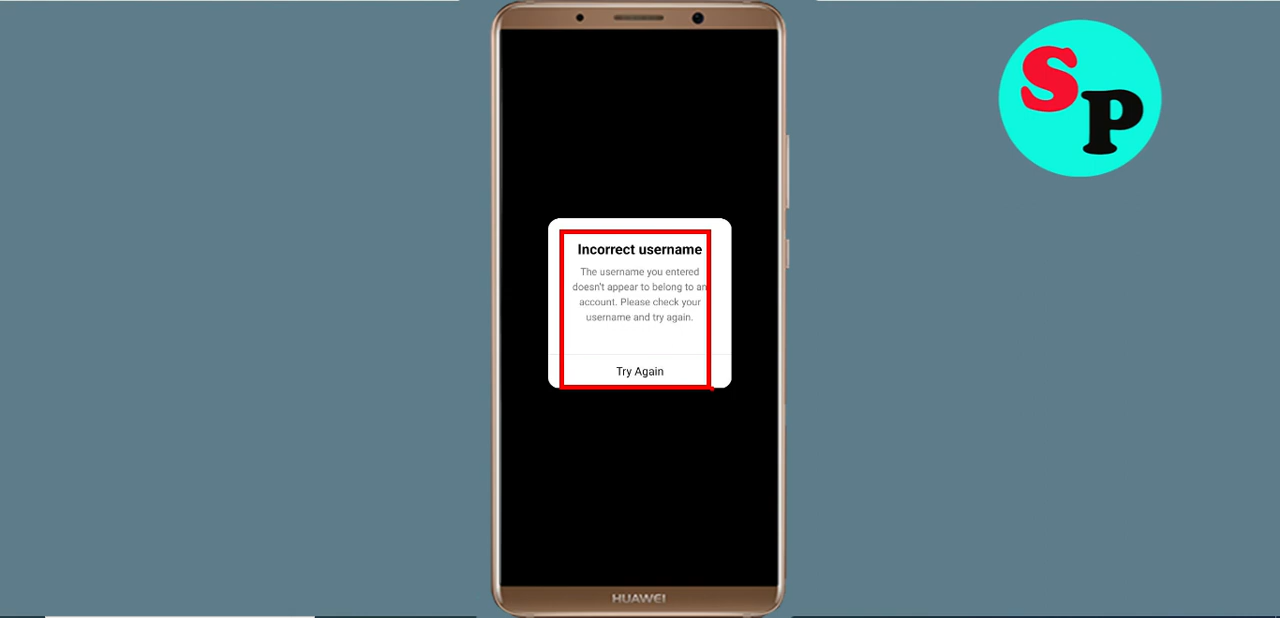 SP
Incorrect username
The username you entered
doesn't appear to belong to an
account. Please check your
username and try again.
Try Again
HUAWEI